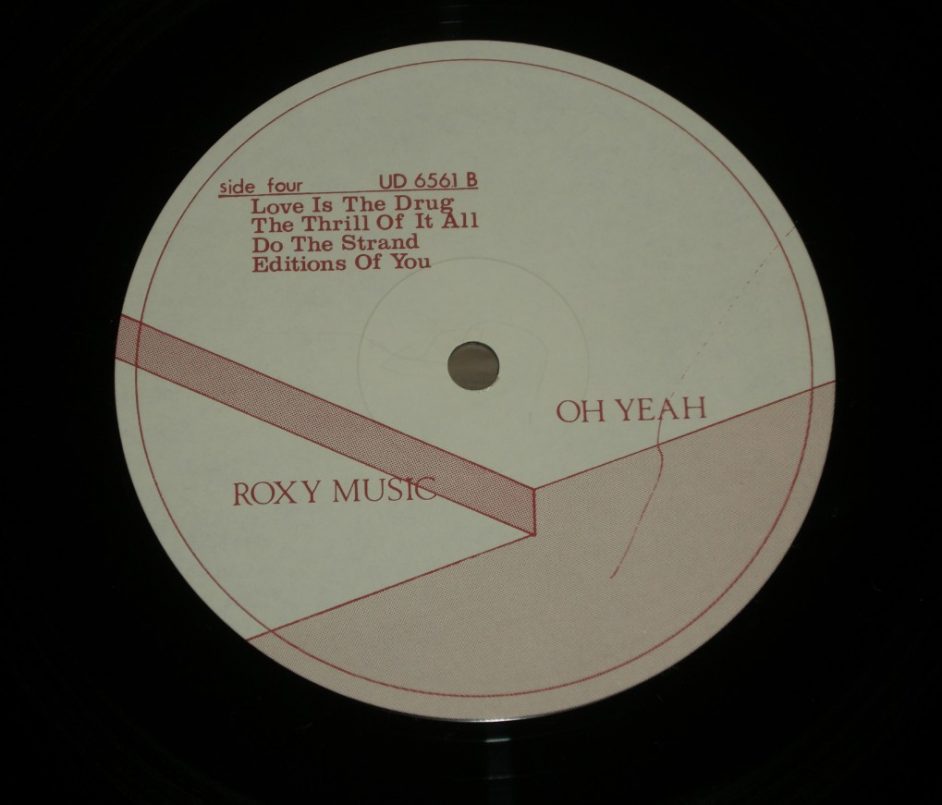 side four UD 6561 B
Love Is The Drug
The Thrill Of It All
Do The Strand
Editions Of You
OH YEAH
ROXY MUSIC